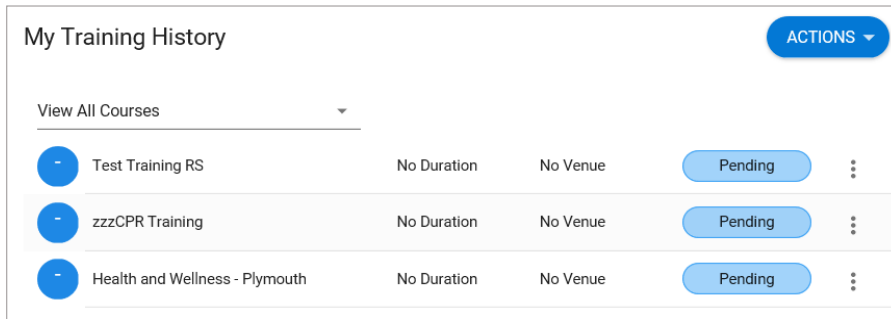 My Training History
ACTIONS
View All Courses
- Test Training RS No Duration No Venue Pending
- zzzCPR Training No Duration No Venue Pending
- Health and Wellness - Plymouth No Duration No Venue Pending